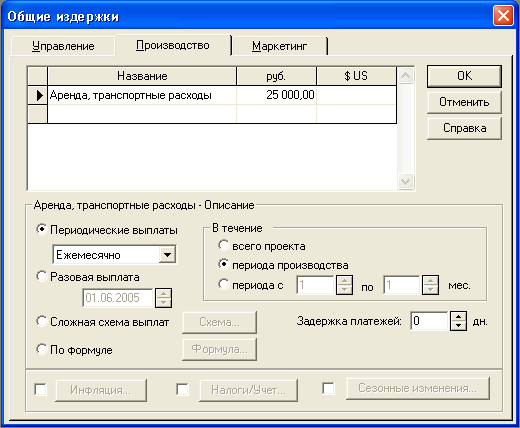 Общие издержки
Управление Производство Маркетинг
Название руб. $ US
Аренда, транспортные расходы 25 000,00
OK
Отменить
Справка
Аренда, транспортные расходы - Описание
Периодические выплаты
Ежемесячно
Разовая выплата
01.06.2005
Сложная схема выплат Схема...
По формуле Формула...
В течение
всего проекта
периода производства
периода с 1 по 1 мес.
Задержка платежей: 0 дн.
Инфляция... Налоги/Учет... Сезонные изменения...